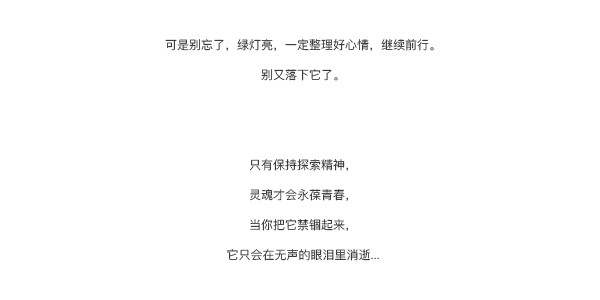 可是别忘了，绿灯亮，一定整理好心情，继续前行。
别又落下它了。
只有保持探索精神，
灵魂才会永葆青春，
当你把它禁锢起来，
它只会在无声的眼泪里消逝...